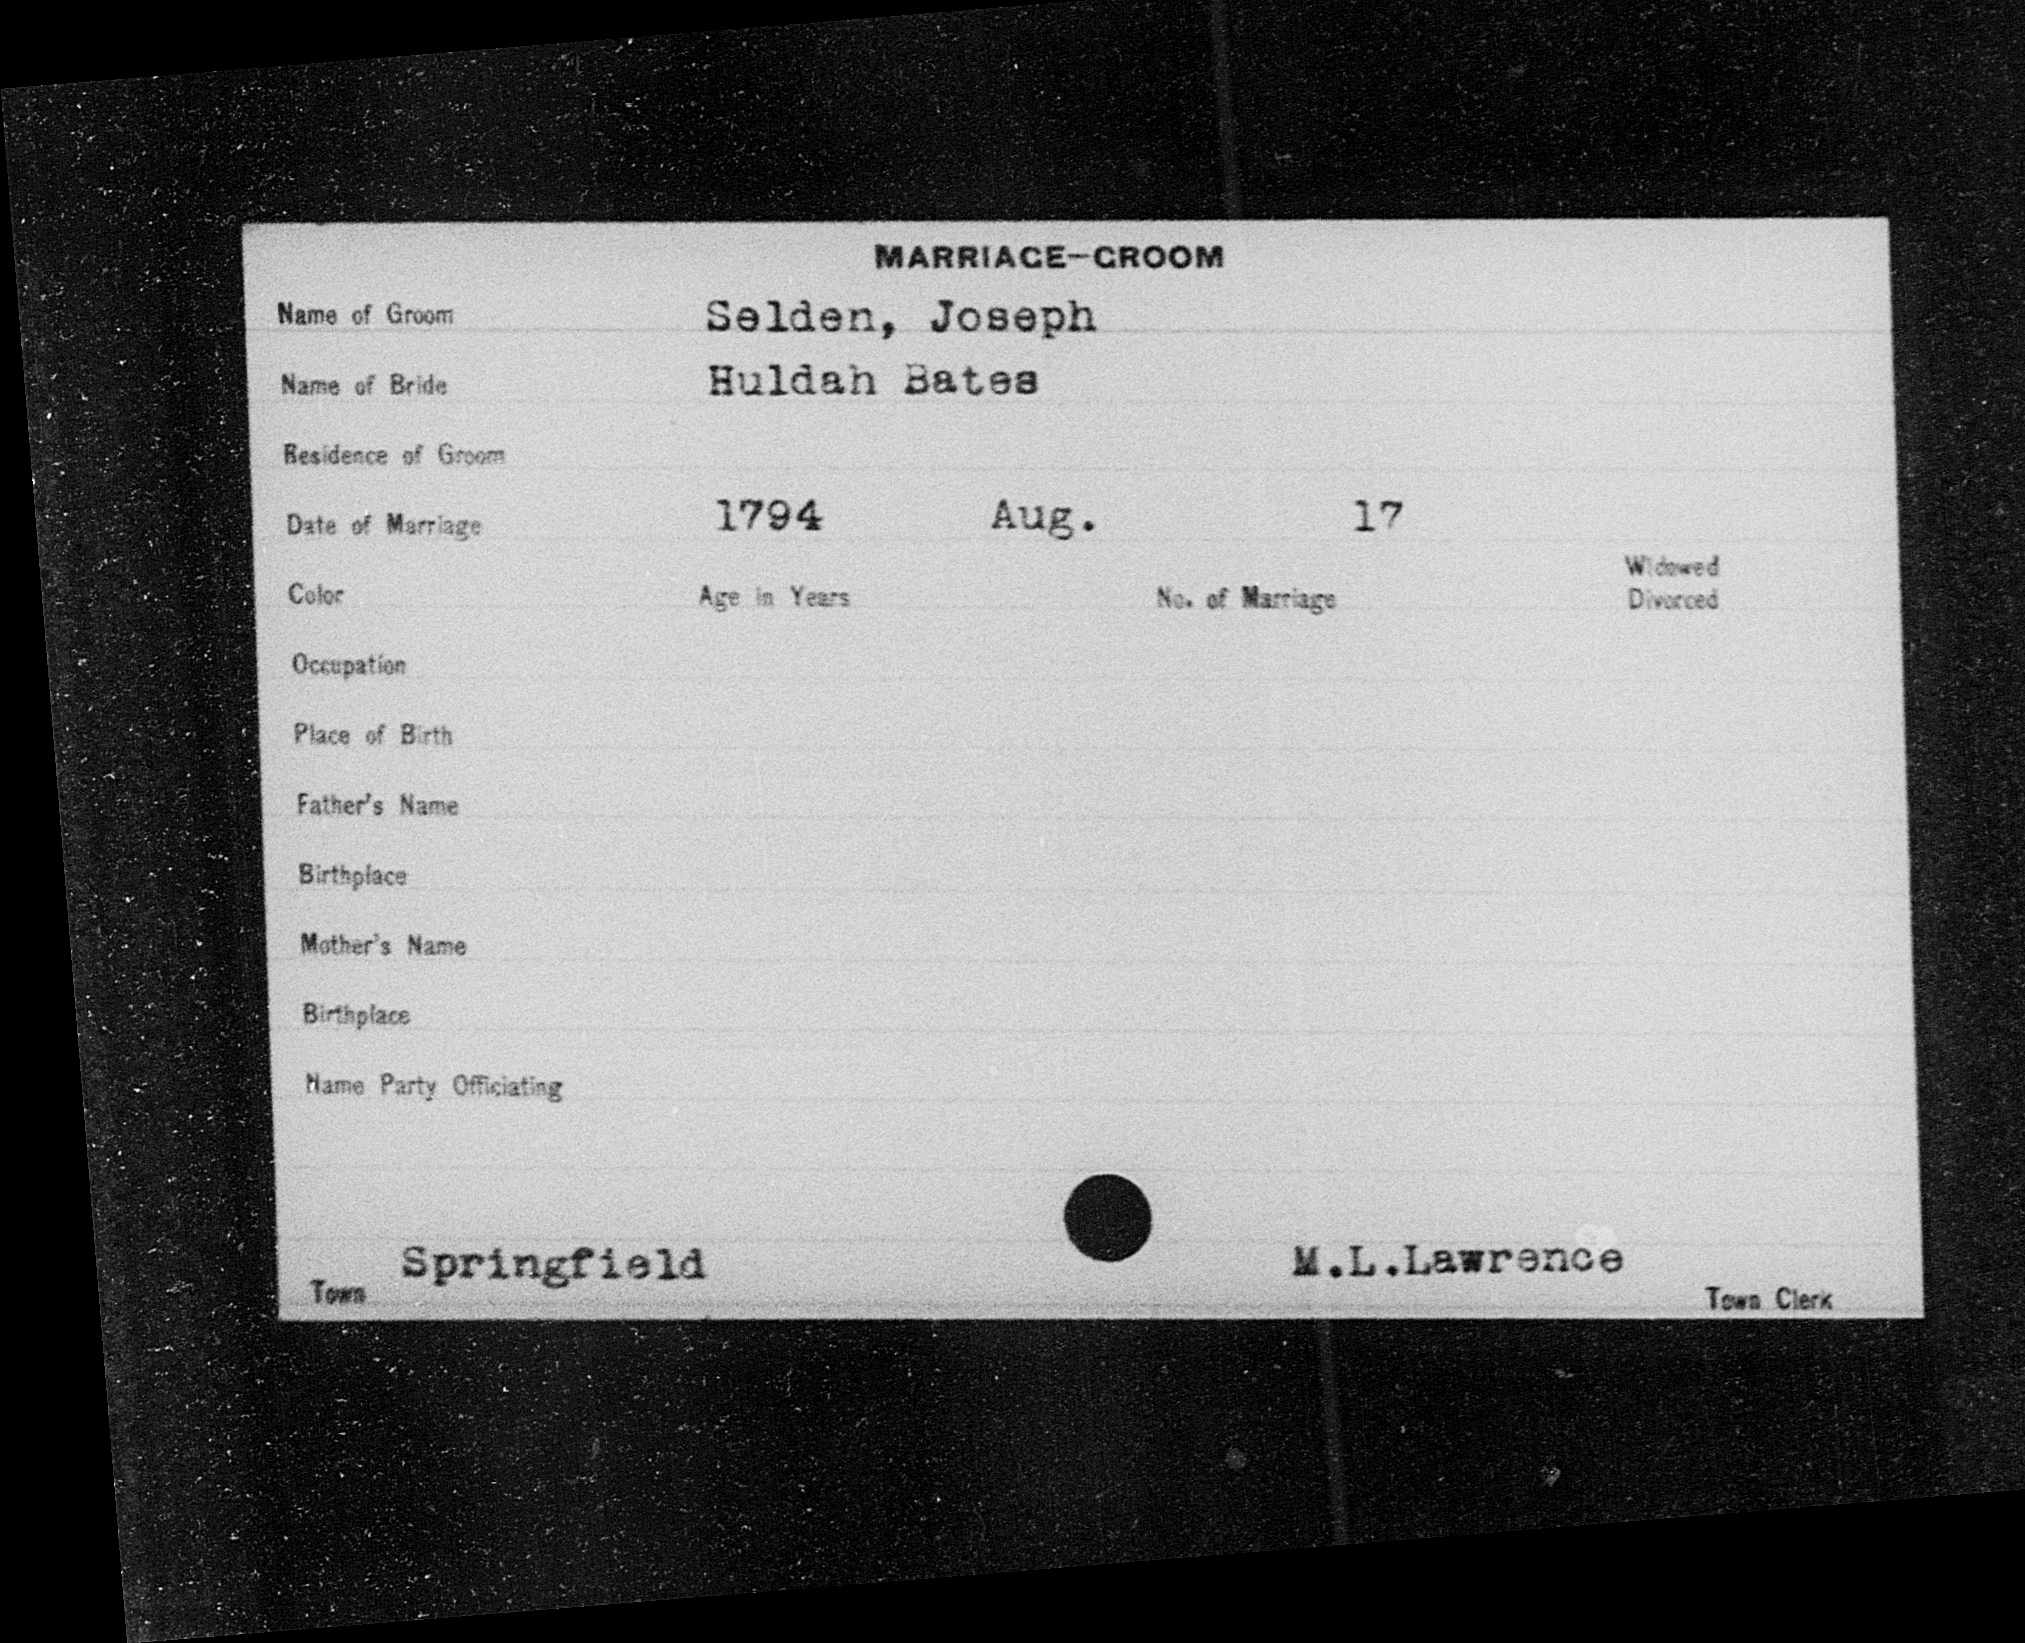 MARRIAGE—GROOM
Name of Groom Selden, Joseph
Name of Bride Huldah Bates
Residence of Groom
Date of Marriage 1794 Aug. 17
Widowed
Color Age in Years No. of Marriage Divorced
Occupation
Place of Birth
Father's Name
Birthplace
Mother's Name
Birthplace
Name Party Officiating
Springfield M.L.Lawrence
Town Town Clerk